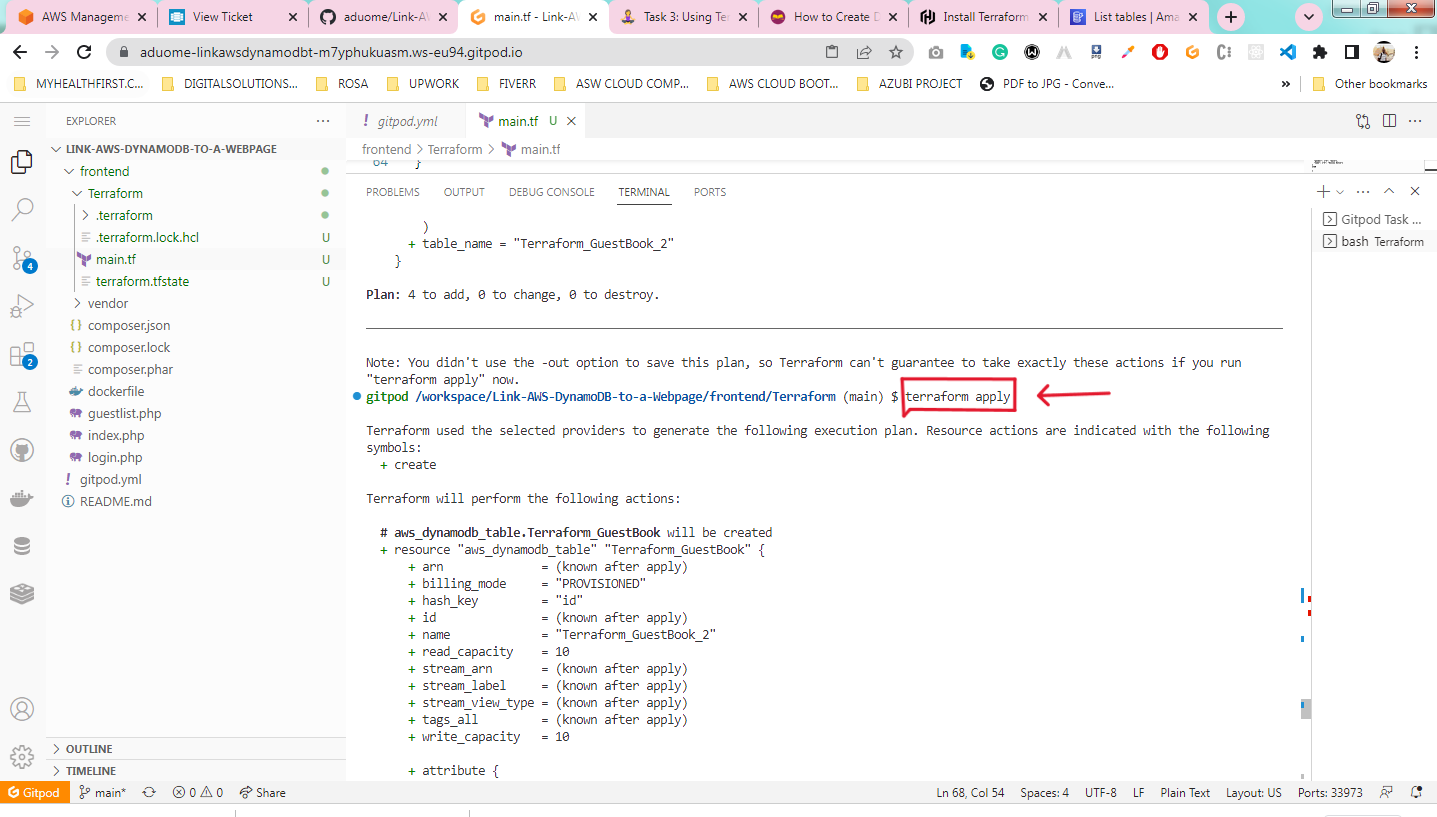 AWS Manageme
View Ticket
aduome/Link-AW
main.tf - Link-AW
Task 3: Using Ter
How to Create D
Install Terraform
List tables | Ama
aduome-linkawsdynamodbt-m7yphukuasm.ws-eu94.gitpod.io
MYHEALTHFIRST.C...
DIGITALSOLUTIONS...
ROSA
UPWORK
FIVERR
ASW CLOUD COMP...
AWS CLOUD BOOT...
AZUBI PROJECT
PDF to JPG - Conve...
»
Other bookmarks
EXPLORER
LINK-AWS-DYNAMODB-TO-A-WEBPAGE
frontend
Terraform
.terraform
.terraform.lock.hcl U
main.tf U
terraform.tfstate U
vendor
composer.json
composer.lock
composer.phar
dockerfile
guestlist.php
index.php
login.php
gitpod.yml
README.md
OUTLINE
TIMELINE
4
2
gitpod.yml
main.tf U
frontend > Terraform > main.tf
64 }
PROBLEMS OUTPUT DEBUG CONSOLE TERMINAL PORTS
)
+ table_name = "Terraform_GuestBook_2"
}
Plan: 4 to add, 0 to change, 0 to destroy.
Note: You didn't use the -out option to save this plan, so Terraform can't guarantee to take exactly these actions if you run
"terraform apply" now.
gitpod /workspace/Link-AWS-DynamoDB-to-a-Webpage/frontend/Terraform (main) $ terraform apply
Terraform used the selected providers to generate the following execution plan. Resource actions are indicated with the following
symbols:
+ create
Terraform will perform the following actions:
# aws_dynamodb_table.Terraform_GuestBook will be created
+ resource "aws_dynamodb_table" "Terraform_GuestBook" {
+ arn = (known after apply)
+ billing_mode = "PROVISIONED"
+ hash_key = "id"
+ id = (known after apply)
+ name = "Terraform_GuestBook_2"
+ read_capacity = 10
+ stream_arn = (known after apply)
+ stream_label = (known after apply)
+ stream_view_type = (known after apply)
+ tags_all = (known after apply)
+ write_capacity = 10
+ attribute {
Gitpod Task ...
bash Terraform
Gitpod
main*
0 0
Share
Ln 68, Col 54
Spaces: 4
UTF-8
LF
Plain Text
Layout: US
Ports: 33973